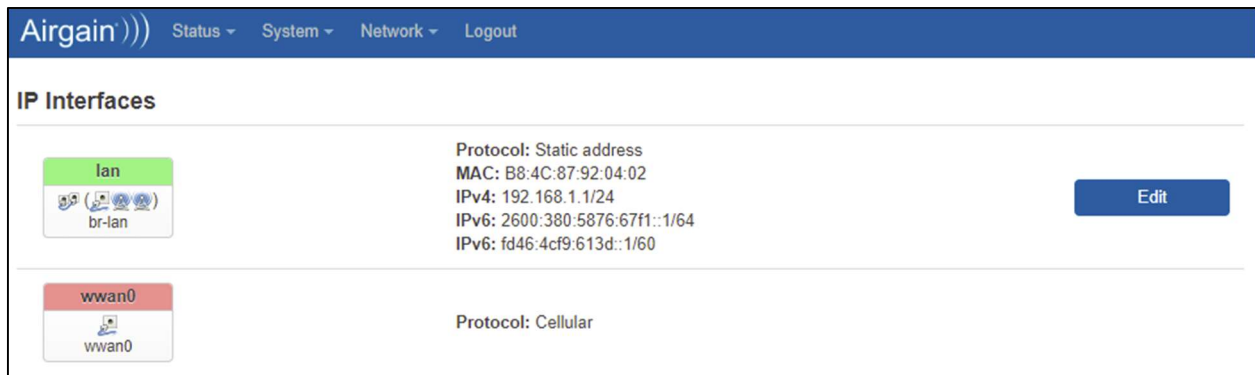 Airgain Status System Network Logout
IP Interfaces
lan
br-lan
Protocol: Static address
MAC: B8:4C:87:92:04:02
IPv4: 192.168.1.1/24
IPv6: 2600:380:5876:67f1::1/64
IPv6: fd46:4cf9:613d::1/60
Edit
wwan0
wwan0
Protocol: Cellular